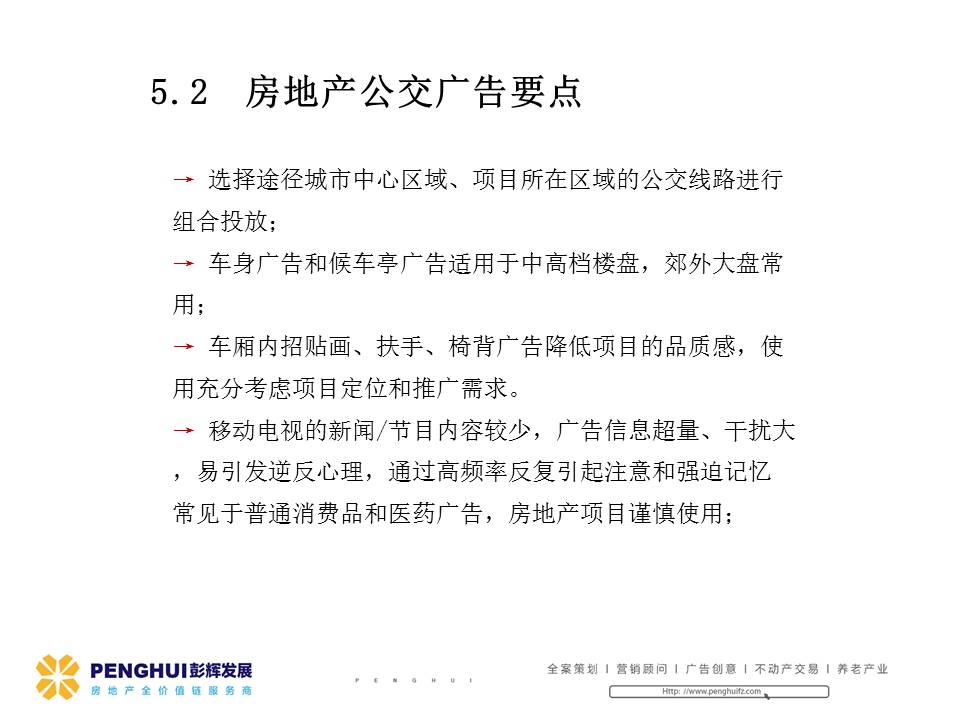 5.2 房地产公交广告要点
→ 选择途径城市中心区域、项目所在区域的公交线路进行
组合投放；
→ 车身广告和候车亭广告适用于中高档楼盘，郊外大盘常
用；
→ 车厢内招贴画、扶手、椅背广告降低项目的品质感，使
用充分考虑项目定位和推广需求。
→ 移动电视的新闻/节目内容较少，广告信息超量、干扰大
，易引发逆反心理，通过高频率反复引起注意和强迫记忆
常见于普通消费品和医药广告，房地产项目谨慎使用；
PENGHUI彭辉发展
房地产全价值链服务商
PENGHUI
全案策划 | 营销顾问 | 广告创意 | 不动产交易 | 养老产业
Http: //www.penghuifz.com